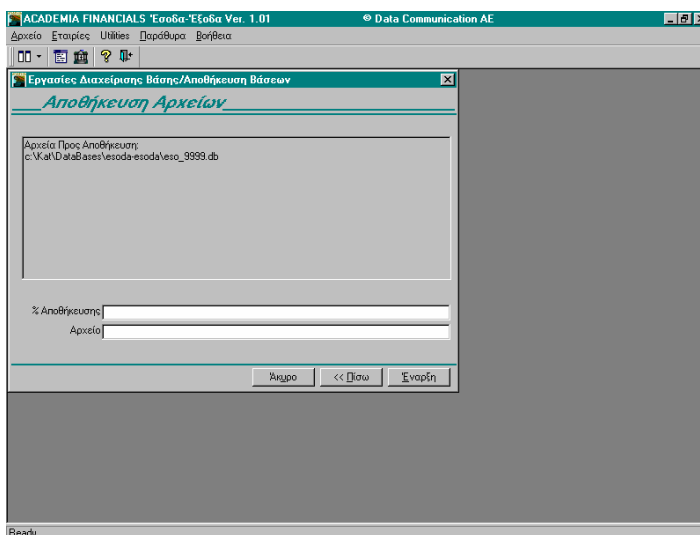 ACADEMIA FINANCIALS 'Εσοδα-'Εξοδα Ver. 1.01 © Data Communication AE
Αρχείο Εταιρίες Utilities Παράθυρα Βοήθεια
Εργασίες Διαχείρισης Βάσης/Αποθήκευση Βάσεων
Αποθήκευση Αρχείων
Αρχεία Προς Αποθήκευση;
c:\Kat\DataBases\esoda-esoda\eso_9999.db
% Αποθήκευσης
Αρχείο
Άκυρο << Πίσω Έναρξη
Ready